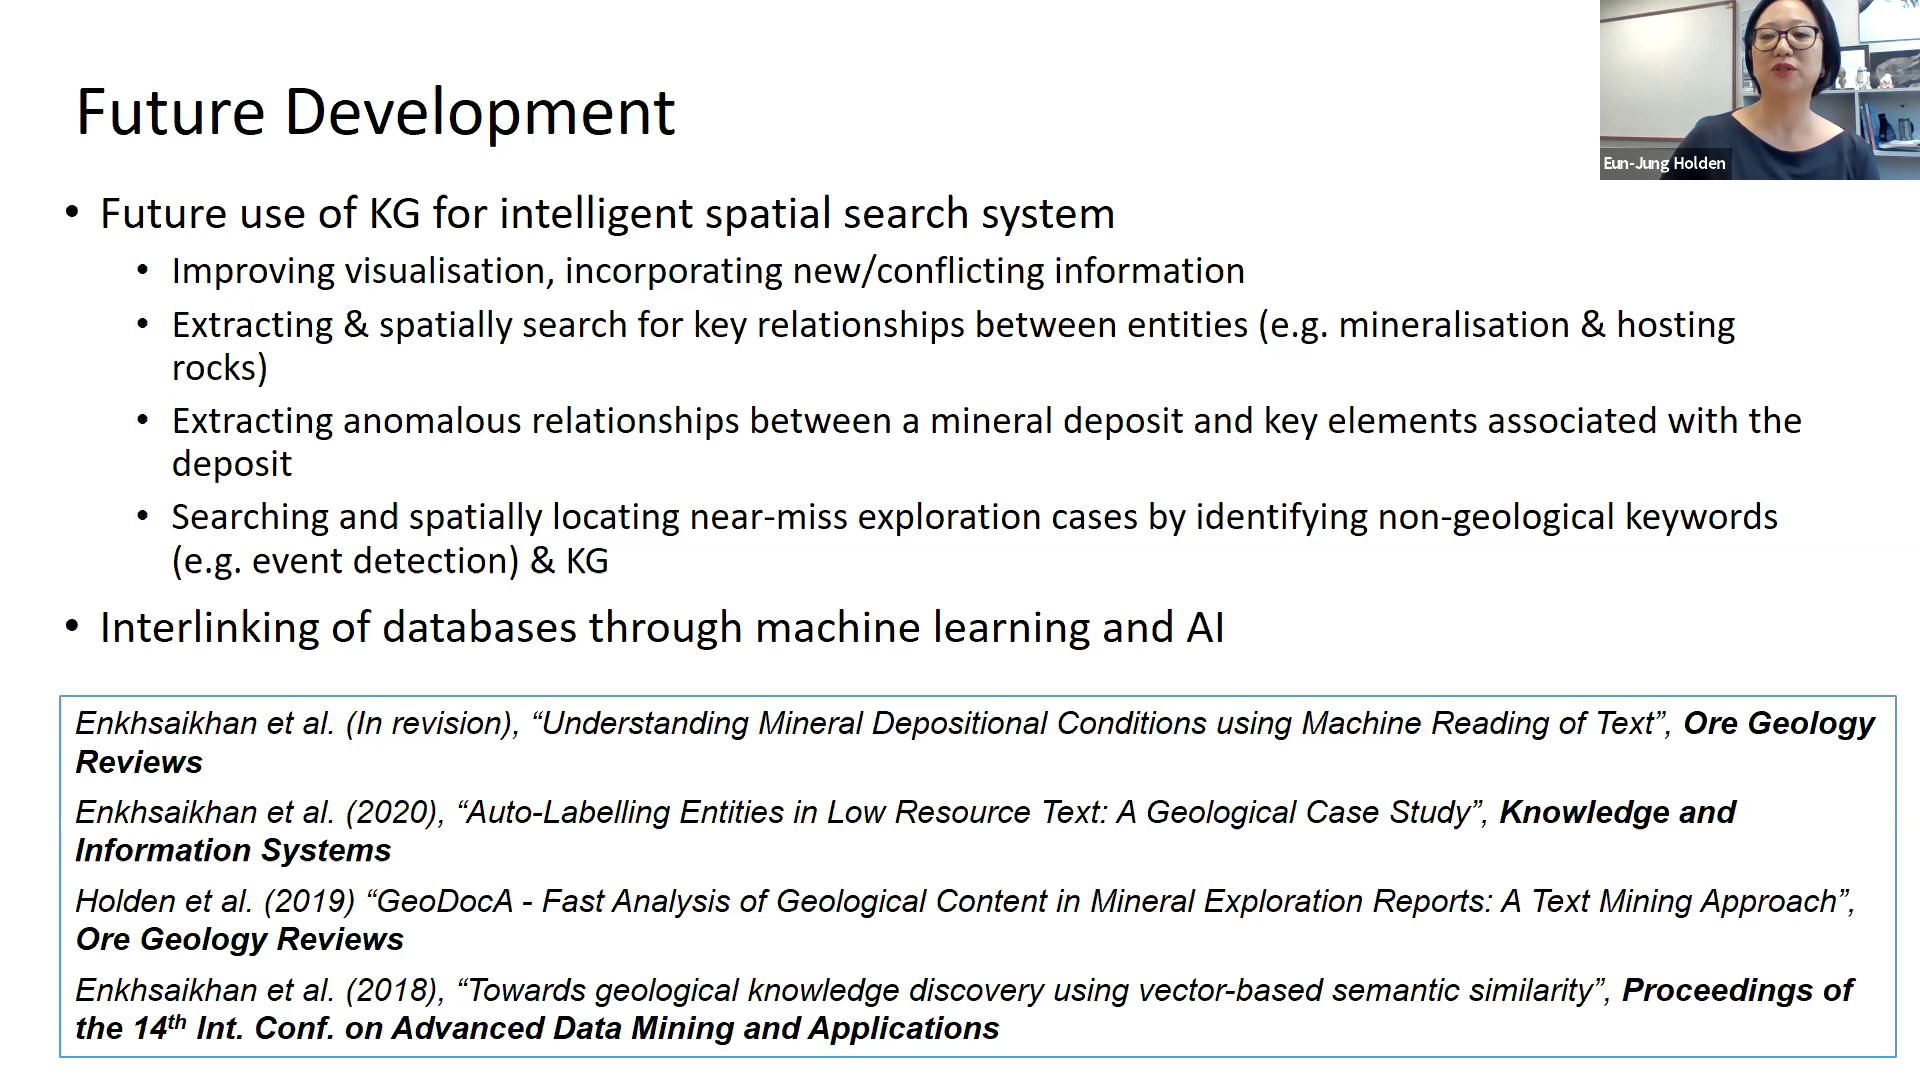 Future Development
Eun-Jung Holden
• Future use of KG for intelligent spatial search system
• Improving visualisation, incorporating new/conflicting information
• Extracting & spatially search for key relationships between entities (e.g. mineralisation & hosting
rocks)
• Extracting anomalous relationships between a mineral deposit and key elements associated with the
deposit
• Searching and spatially locating near-miss exploration cases by identifying non-geological keywords
(e.g. event detection) & KG
• Interlinking of databases through machine learning and AI
Enkhsaikhan et al. (In revision), “Understanding Mineral Depositional Conditions using Machine Reading of Text”, Ore Geology
Reviews
Enkhsaikhan et al. (2020), “Auto-Labelling Entities in Low Resource Text: A Geological Case Study”, Knowledge and
Information Systems
Holden et al. (2019) “GeoDocA - Fast Analysis of Geological Content in Mineral Exploration Reports: A Text Mining Approach”,
Ore Geology Reviews
Enkhsaikhan et al. (2018), “Towards geological knowledge discovery using vector-based semantic similarity”, Proceedings of
the 14th Int. Conf. on Advanced Data Mining and Applications